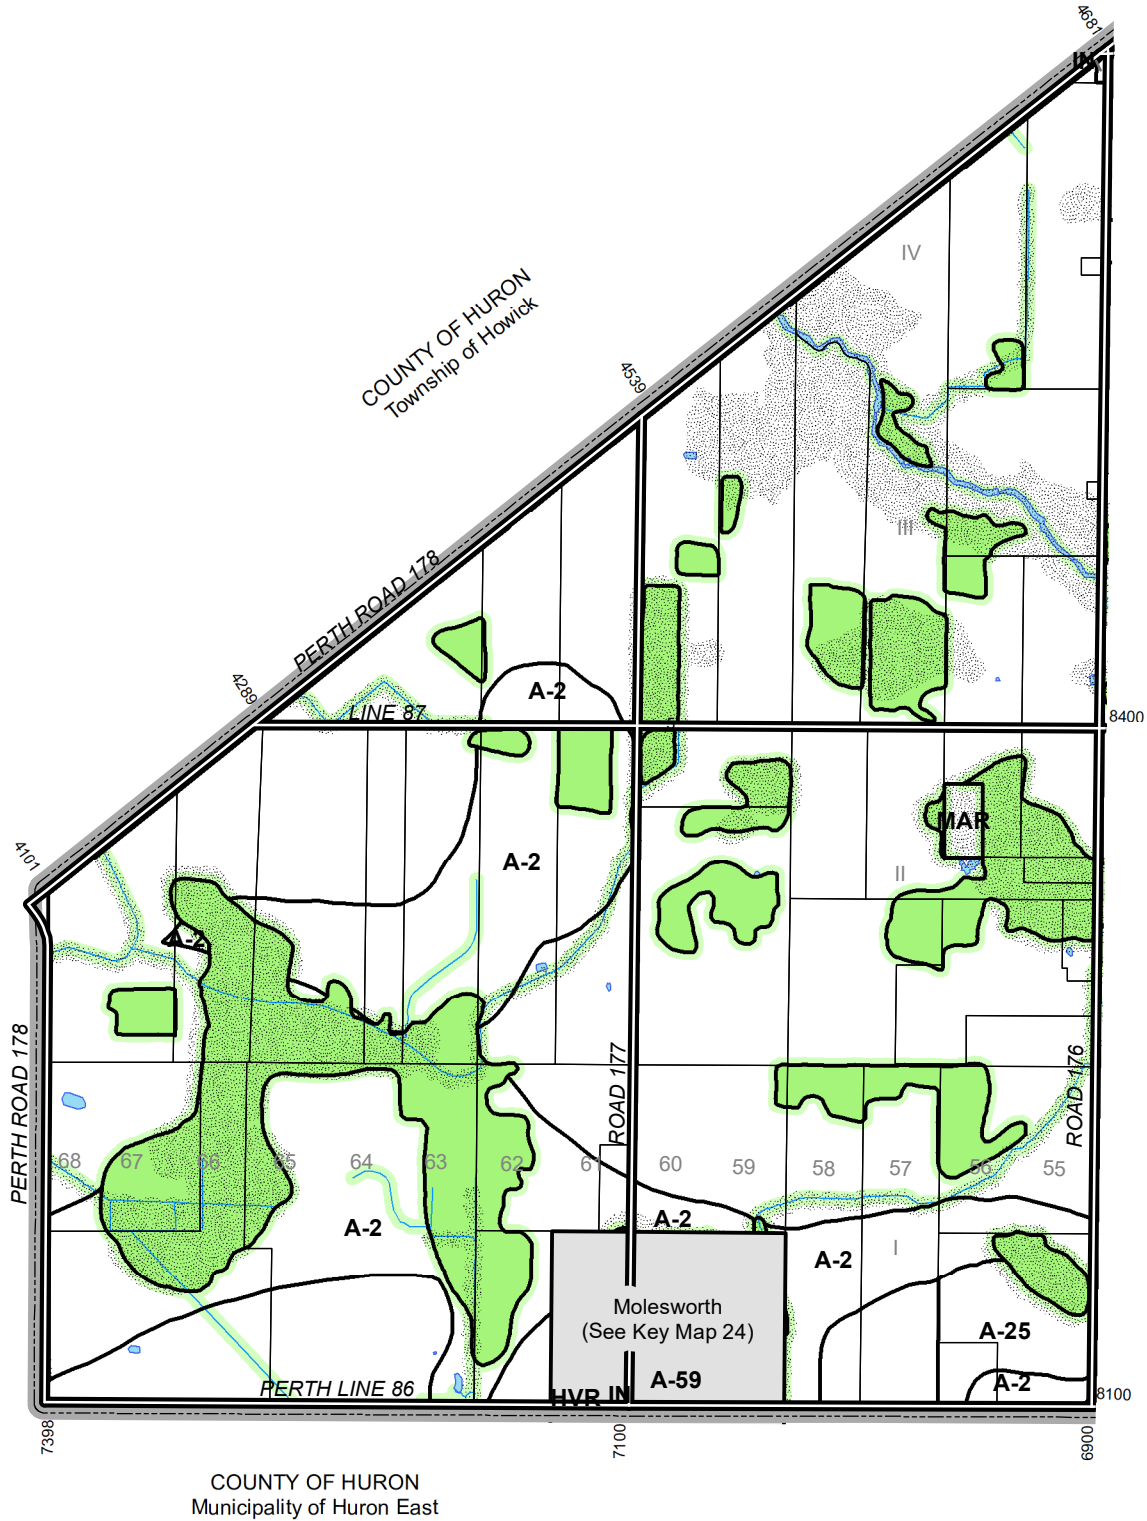 4681
IN
IV
COUNTY OF HURON
Township of Howick
4539
III
PERTH ROAD 178
4289
A-2
LINE 87
8400
MAR
4101
A-2
II
A-2
PERTH ROAD 178
ROAD 177
ROAD 176
68
67
66
65
64
63
62
61
60
59
58
57
56
55
A-2
A-2
A-2
I
Molesworth
(See Key Map 24)
A-25
A-59
A-2
PERTH LINE 86
HVR
IN
8100
7398
7100
6900
COUNTY OF HURON
Municipality of Huron East